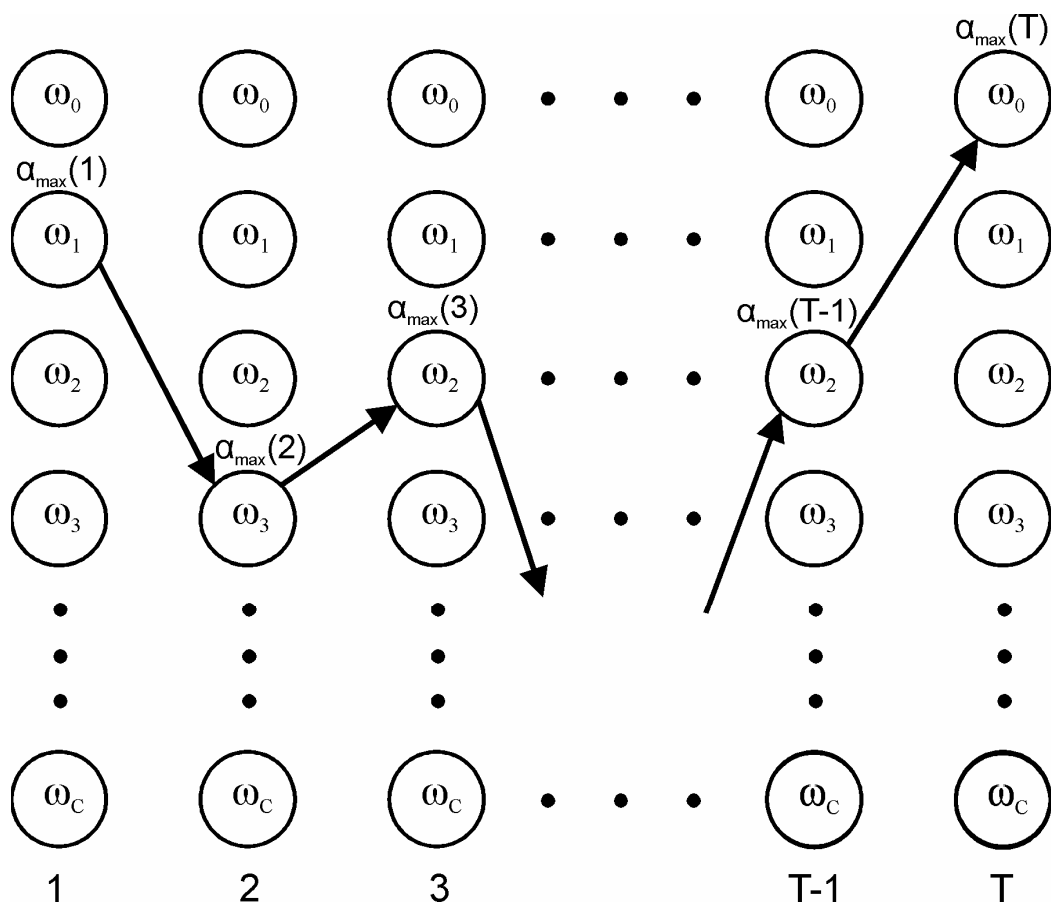 α_max(T)
ω_0 ω_0 ω_0 ω_0 ω_0
α_max(1)
ω_1 ω_1 ω_1 ω_1 ω_1
α_max(3) α_max(T-1)
ω_2 ω_2 ω_2 ω_2 ω_2
α_max(2)
ω_3 ω_3 ω_3 ω_3 ω_3
ω_C ω_C ω_C ω_C ω_C
1 2 3 T-1 T